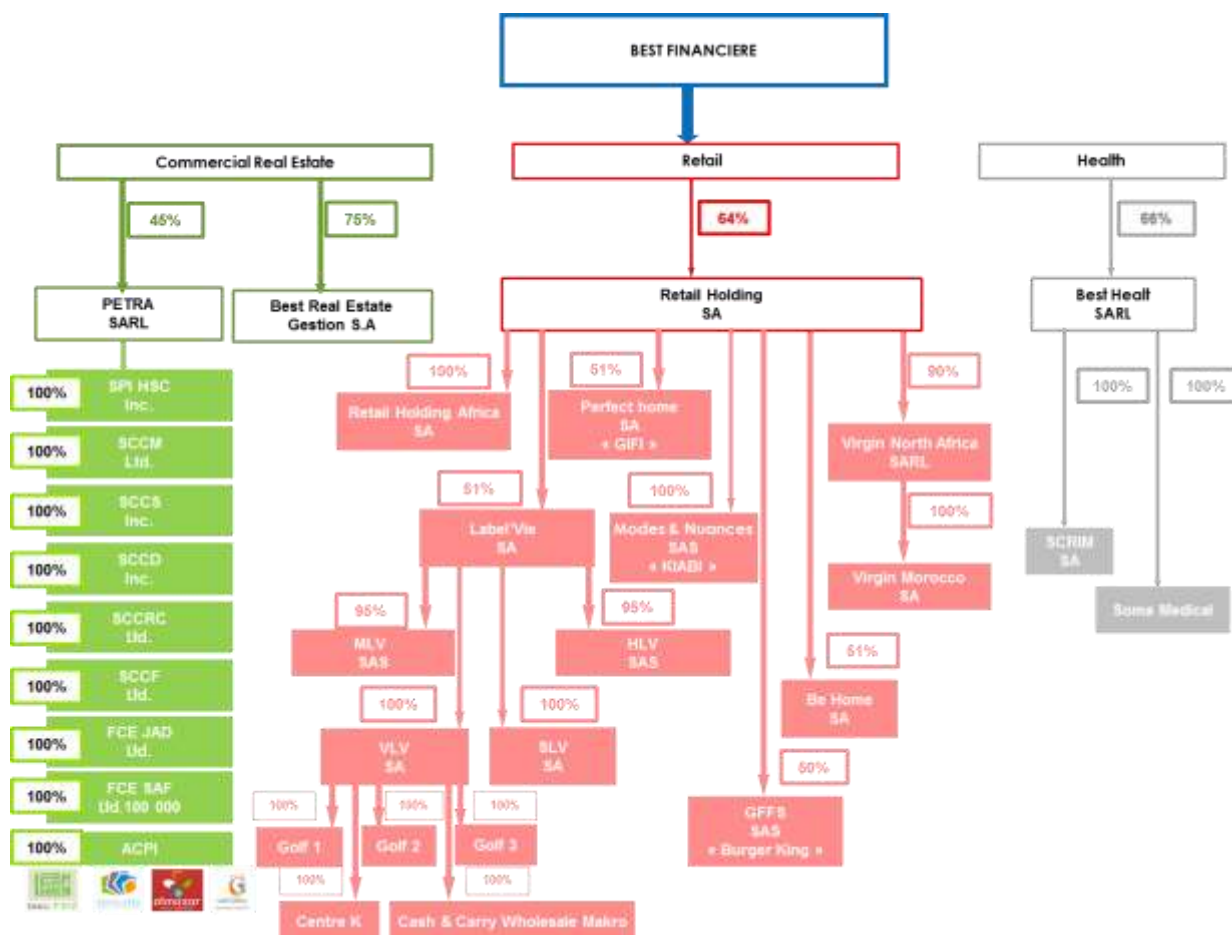 BEST FINANCIERE
Commercial Real Estate
Retail
Health
45%
75%
64%
66%
PETRA
SARL
Best Real Estate
Gestion S.A
Retail Holding
SA
Best Healt
SARL
100%
SPI HSC
Inc.
100%
SCCM
Ltd.
100%
SCCS
Inc.
100%
SCCD
Inc.
100%
SCCRC
Ltd.
100%
SCCF
Ltd.
100%
FCE JAD
Ltd.
100%
FCE SAF
Ltd.100 000
100%
ACPI
100%
Retail Holding Africa
SA
51%
Perfect home
SA
« GIFI »
90%
Virgin North Africa
SARL
100%
Virgin Morocco
SA
51%
Label'Vie
SA
100%
Modes & Nuances
SAS
« KIABI »
95%
MLV
SAS
95%
HLV
SAS
100%
VLV
SA
100%
SLV
SA
51%
Be Home
SA
50%
GFFS
SAS
« Burger King »
100%
Golf 1
100%
Golf 2
100%
Golf 3
100%
Centre K
100%
Cash & Carry Wholesale Makro
100%
SCRIM
SA
100%
Soma Medical